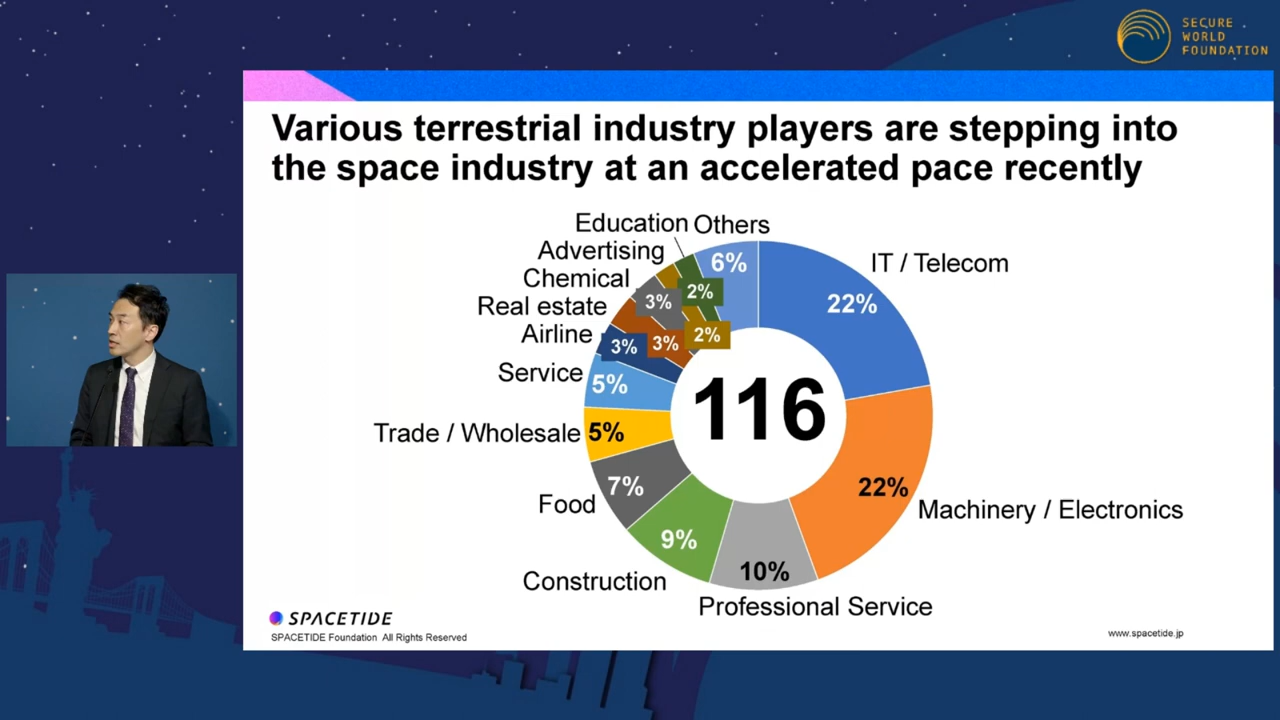 SECURE
WORLD
FOUNDATION
Various terrestrial industry players are stepping into
the space industry at an accelerated pace recently
Education
Others
Advertising
Chemical
Real estate
Airline
Service
Trade / Wholesale
Food
Construction
Professional Service
Machinery / Electronics
IT / Telecom
6%
22%
2%
3%
2%
3%
3%
5%
5%
7%
9%
10%
22%
116
SPACETIDE
SPACETIDE Foundation All Rights Reserved
www.spacetide.jp